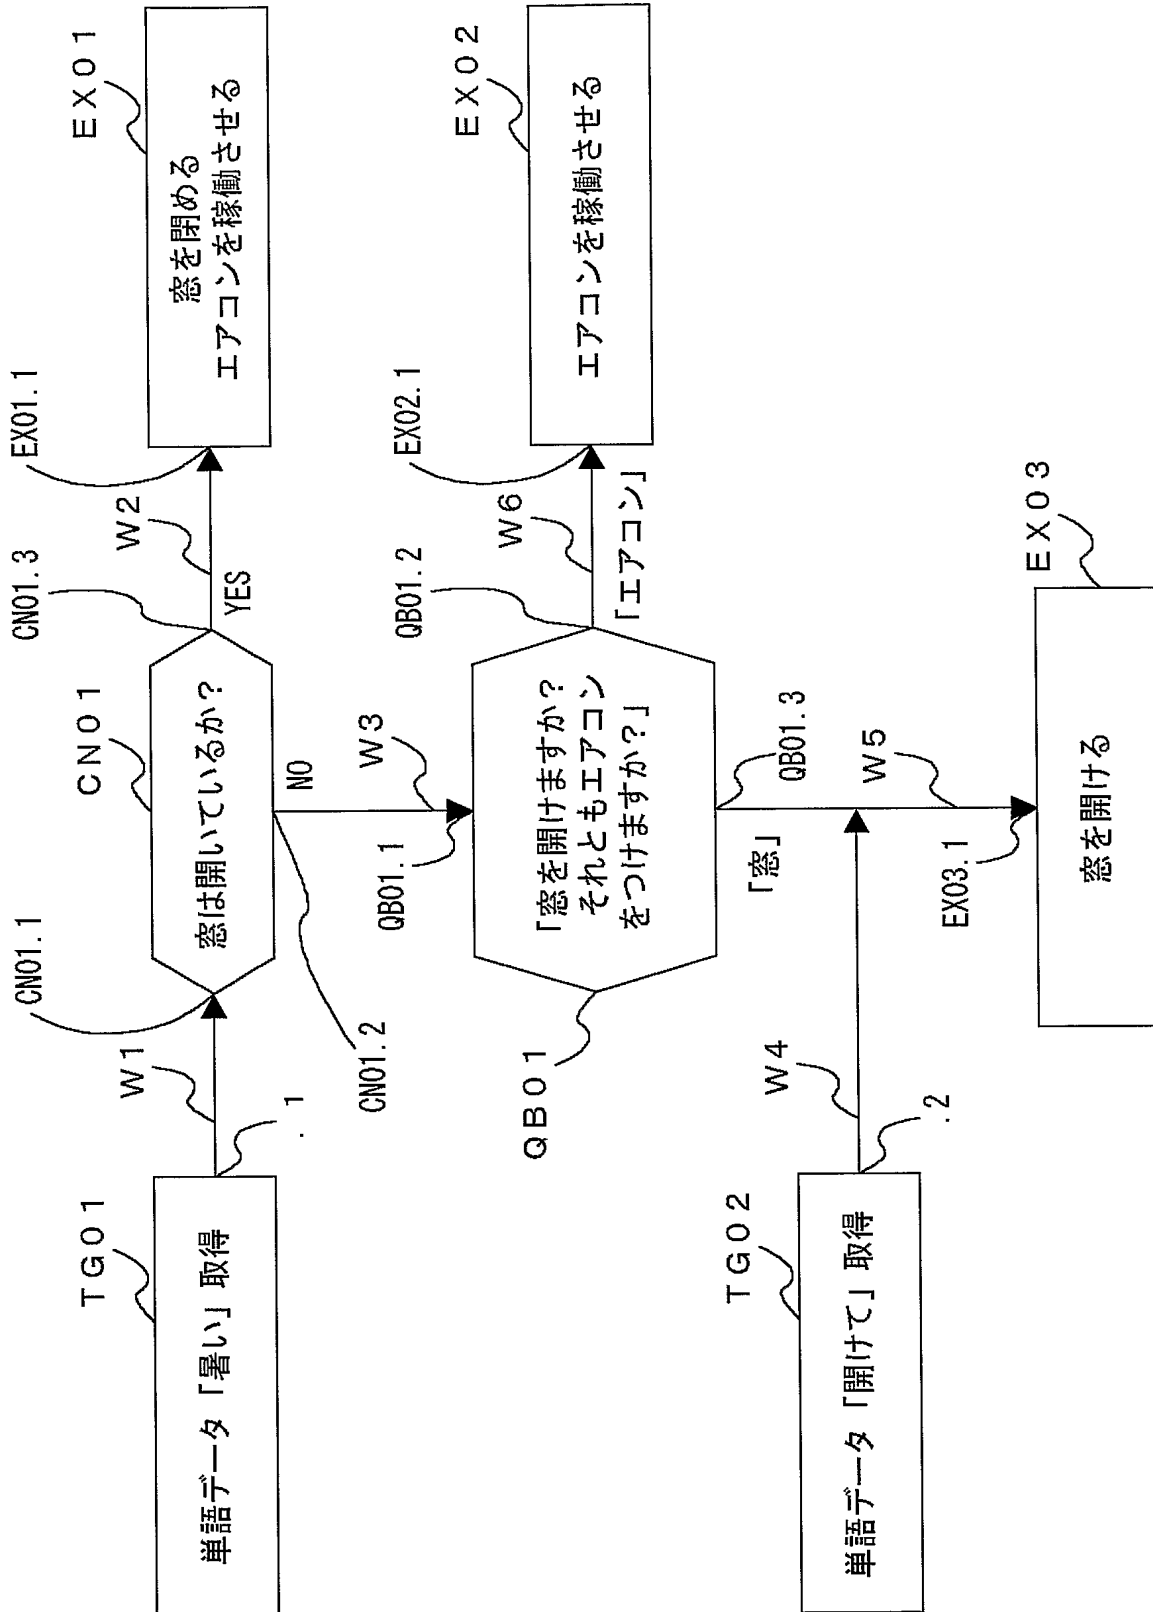 TG01
単語データ「暑い」取得
.1
W1
CN01.1
CN01
窓は開いているか？
CN01.3
YES
W2
EX01.1
EX01
窓を閉める
エアコンを稼働させる
CN01.2
NO
W3
QB01.1
QB01
「窓を開けますか？
それともエアコン
をつけますか？」
QB01.2
「エアコン」
W6
EX02.1
EX02
エアコンを稼働させる
QB01.3
「窓」
W5
TG02
単語データ「開けて」取得
.2
W4
EX03.1
EX03
窓を開ける